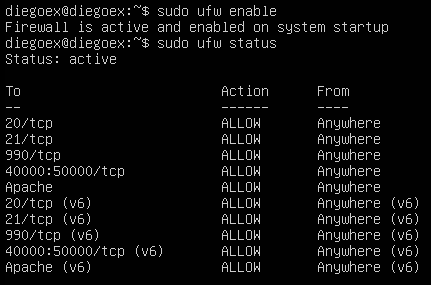 diegoex@diegoex:~$ sudo ufw enable
Firewall is active and enabled on system startup
diegoex@diegoex:~$ sudo ufw status
Status: active
To Action From
-- ------ ----
20/tcp ALLOW Anywhere
21/tcp ALLOW Anywhere
990/tcp ALLOW Anywhere
40000:50000/tcp ALLOW Anywhere
Apache ALLOW Anywhere
20/tcp (v6) ALLOW Anywhere (v6)
21/tcp (v6) ALLOW Anywhere (v6)
990/tcp (v6) ALLOW Anywhere (v6)
40000:50000/tcp (v6) ALLOW Anywhere (v6)
Apache (v6) ALLOW Anywhere (v6)